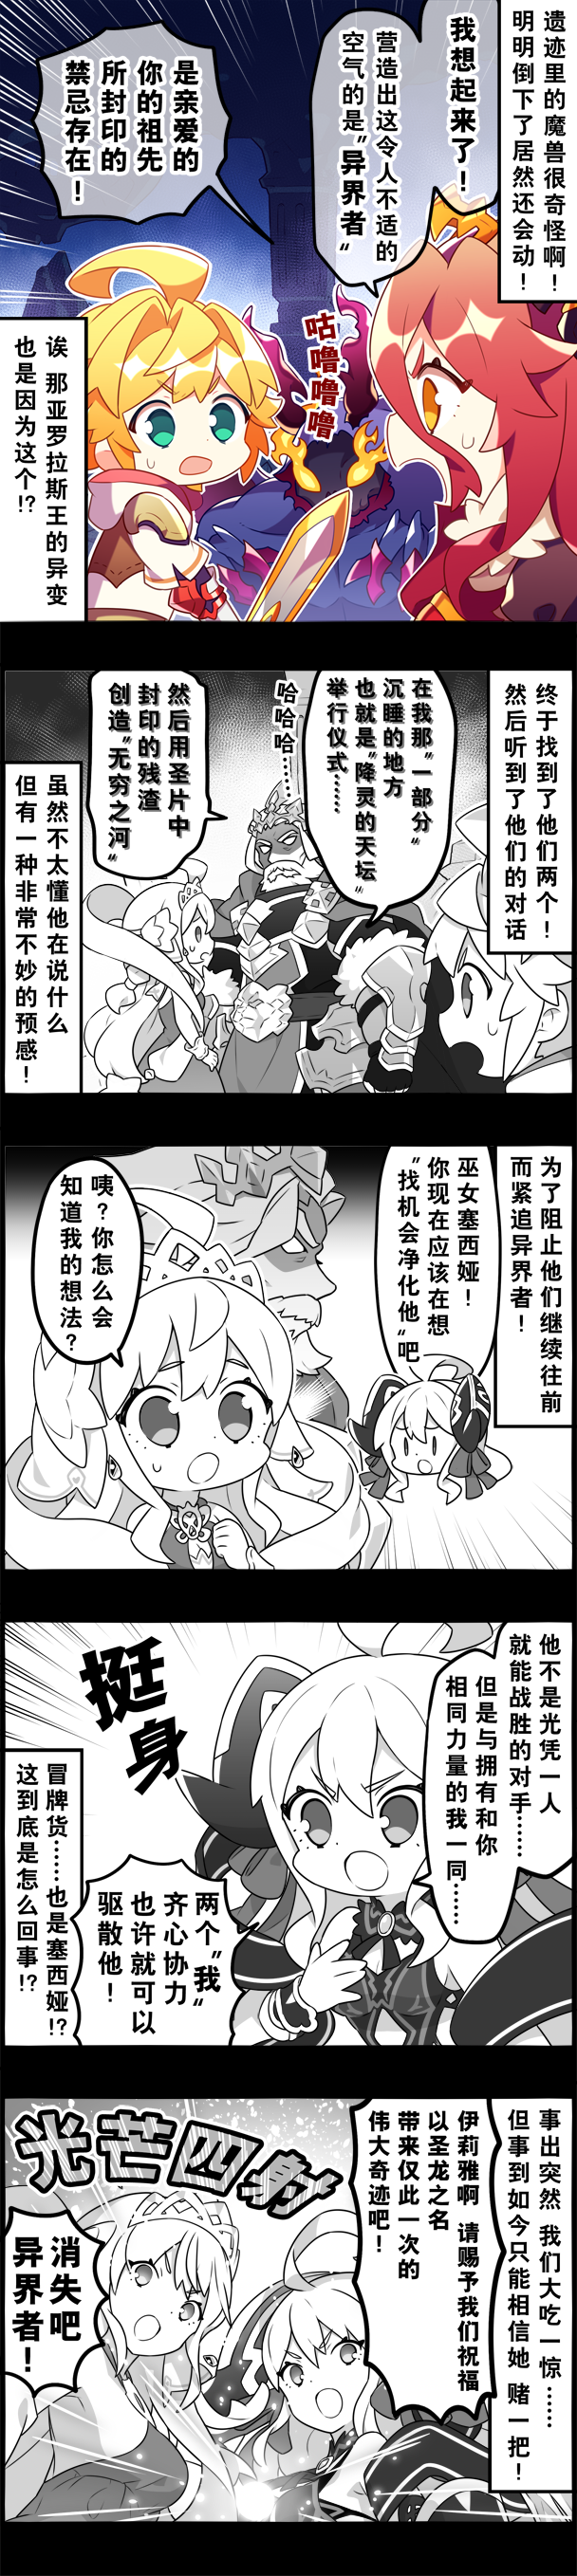 遗迹里的魔兽很奇怪啊！
明明倒下了居然还会动！
我想起来了！
营造出这令人不适的
空气的是“异界者”
是亲爱的
你的祖先
所封印的
禁忌存在！
咕噜噜噜
诶 那亚罗拉斯王的异变
也是因为这个！？
终于找到了他们两个！
然后听到了他们的对话
在我那“一部分”
沉睡的地方
也就是“降灵的天坛”
举行仪式……
哈哈哈……
然后用圣片中
封印的残渣
创造“无穷之河”
虽然不太懂他在说什么
但有一种非常不妙的预感！
为了阻止他们继续往前
而紧追异界者！
巫女塞西娅！
你现在应该在想
“找机会净化他”吧
咦？你怎么会
知道我的想法？
他不是光凭一人
就能战胜的对手……
但是与拥有和你
相同力量的我一同……
挺身
两个“我”
齐心协力
也许就可以
驱散他！
冒牌货……也是塞西娅！？
这到底是怎么回事！？
事出突然 我们大吃一惊……
但事到如今只能相信她 赌一把！
伊莉雅啊 请赐予我们祝福
以圣龙之名
带来仅此一次的
伟大奇迹吧！
光芒四射
消失吧
异界者！